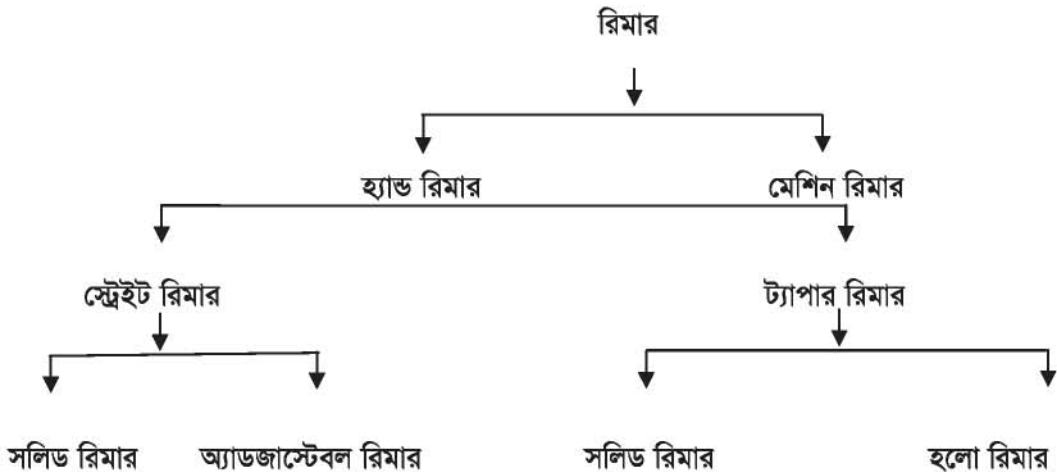 রিমার
হ্যান্ড রিমার মেশিন রিমার
স্ট্রেইট রিমার ট্যাপার রিমার
সলিড রিমার অ্যাডজাস্টেবল রিমার সলিড রিমার হলো রিমার